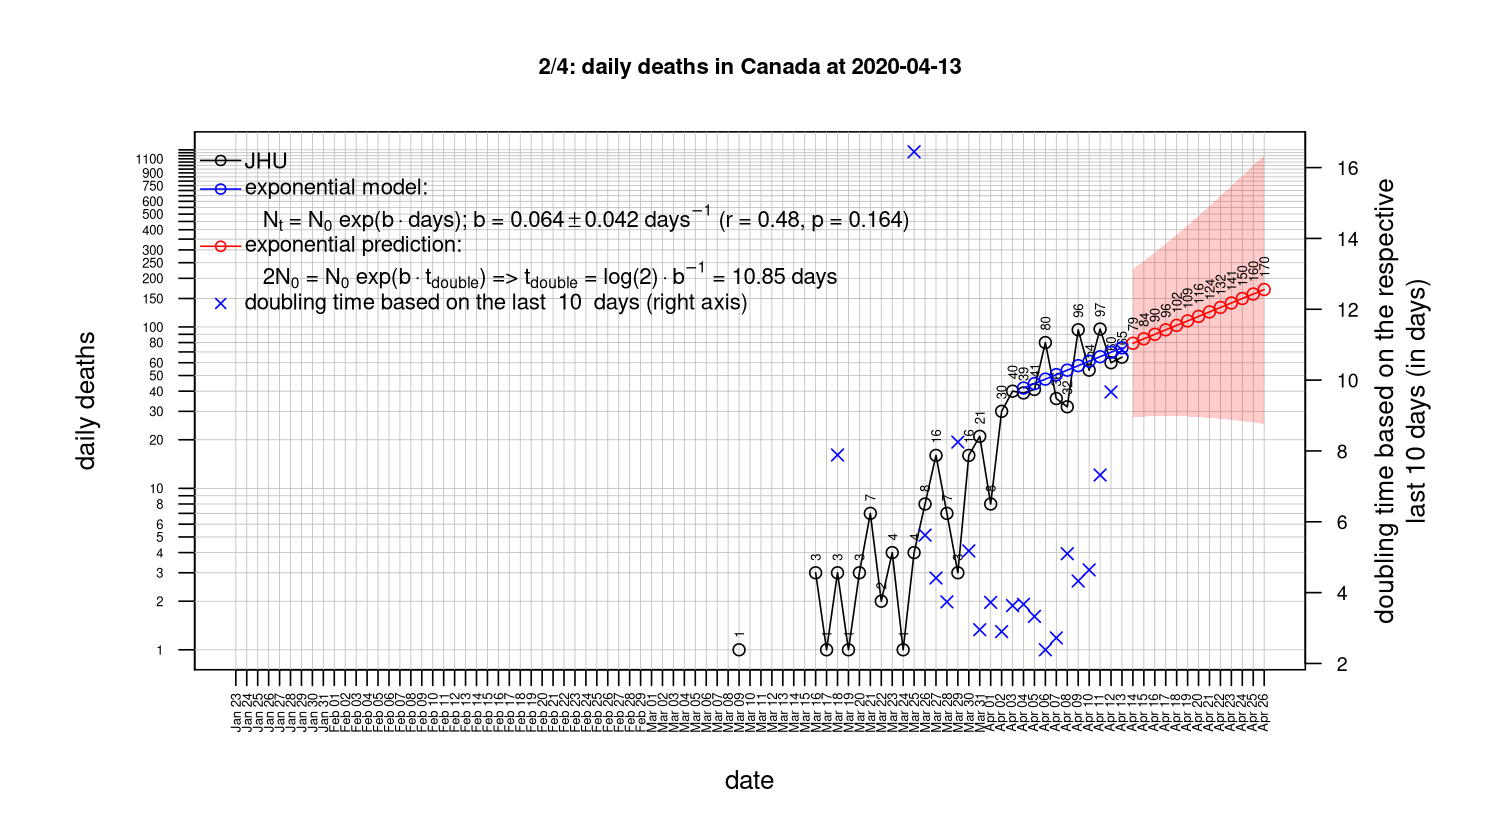 2/4: daily deaths in Canada at 2020-04-13
JHU
exponential model:
Nt = N0 exp(b · days); b = 0.064 ± 0.042 days−1 (r = 0.48, p = 0.164)
exponential prediction:
2N0 = N0 exp(b · tdouble) => tdouble = log(2) · b−1 = 10.85 days
doubling time based on the last 10 days (right axis)
daily deaths
1100
900
750
600
500
400
300
250
200
150
100
80
60
50
40
30
20
10
8
6
5
4
3
2
1
1
3
1
3
1
3
7
2
4
1
4
8
16
7
3
16
21
8
30
40
39
41
80
32
96
97
60
65
79
84
90
96
102
109
116
124
132
141
150
160
170
16
14
12
10
8
6
4
2
doubling time based on the respective
last 10 days (in days)
Jan 23
Jan 24
Jan 25
Jan 26
Jan 27
Jan 28
Jan 29
Jan 30
Jan 31
Feb 01
Feb 02
Feb 03
Feb 04
Feb 05
Feb 06
Feb 07
Feb 08
Feb 09
Feb 10
Feb 11
Feb 12
Feb 13
Feb 14
Feb 15
Feb 16
Feb 17
Feb 18
Feb 19
Feb 20
Feb 21
Feb 22
Feb 23
Feb 24
Feb 25
Feb 26
Feb 27
Feb 28
Feb 29
Mar 01
Mar 02
Mar 03
Mar 04
Mar 05
Mar 06
Mar 07
Mar 08
Mar 09
Mar 10
Mar 11
Mar 12
Mar 13
Mar 14
Mar 15
Mar 16
Mar 17
Mar 18
Mar 19
Mar 20
Mar 21
Mar 22
Mar 23
Mar 24
Mar 25
Mar 26
Mar 27
Mar 28
Mar 29
Mar 30
Mar 31
Apr 01
Apr 02
Apr 03
Apr 04
Apr 05
Apr 06
Apr 07
Apr 08
Apr 09
Apr 10
Apr 11
Apr 12
Apr 13
Apr 14
Apr 15
Apr 16
Apr 17
Apr 18
Apr 19
Apr 20
Apr 21
Apr 22
Apr 23
Apr 24
Apr 25
Apr 26
date